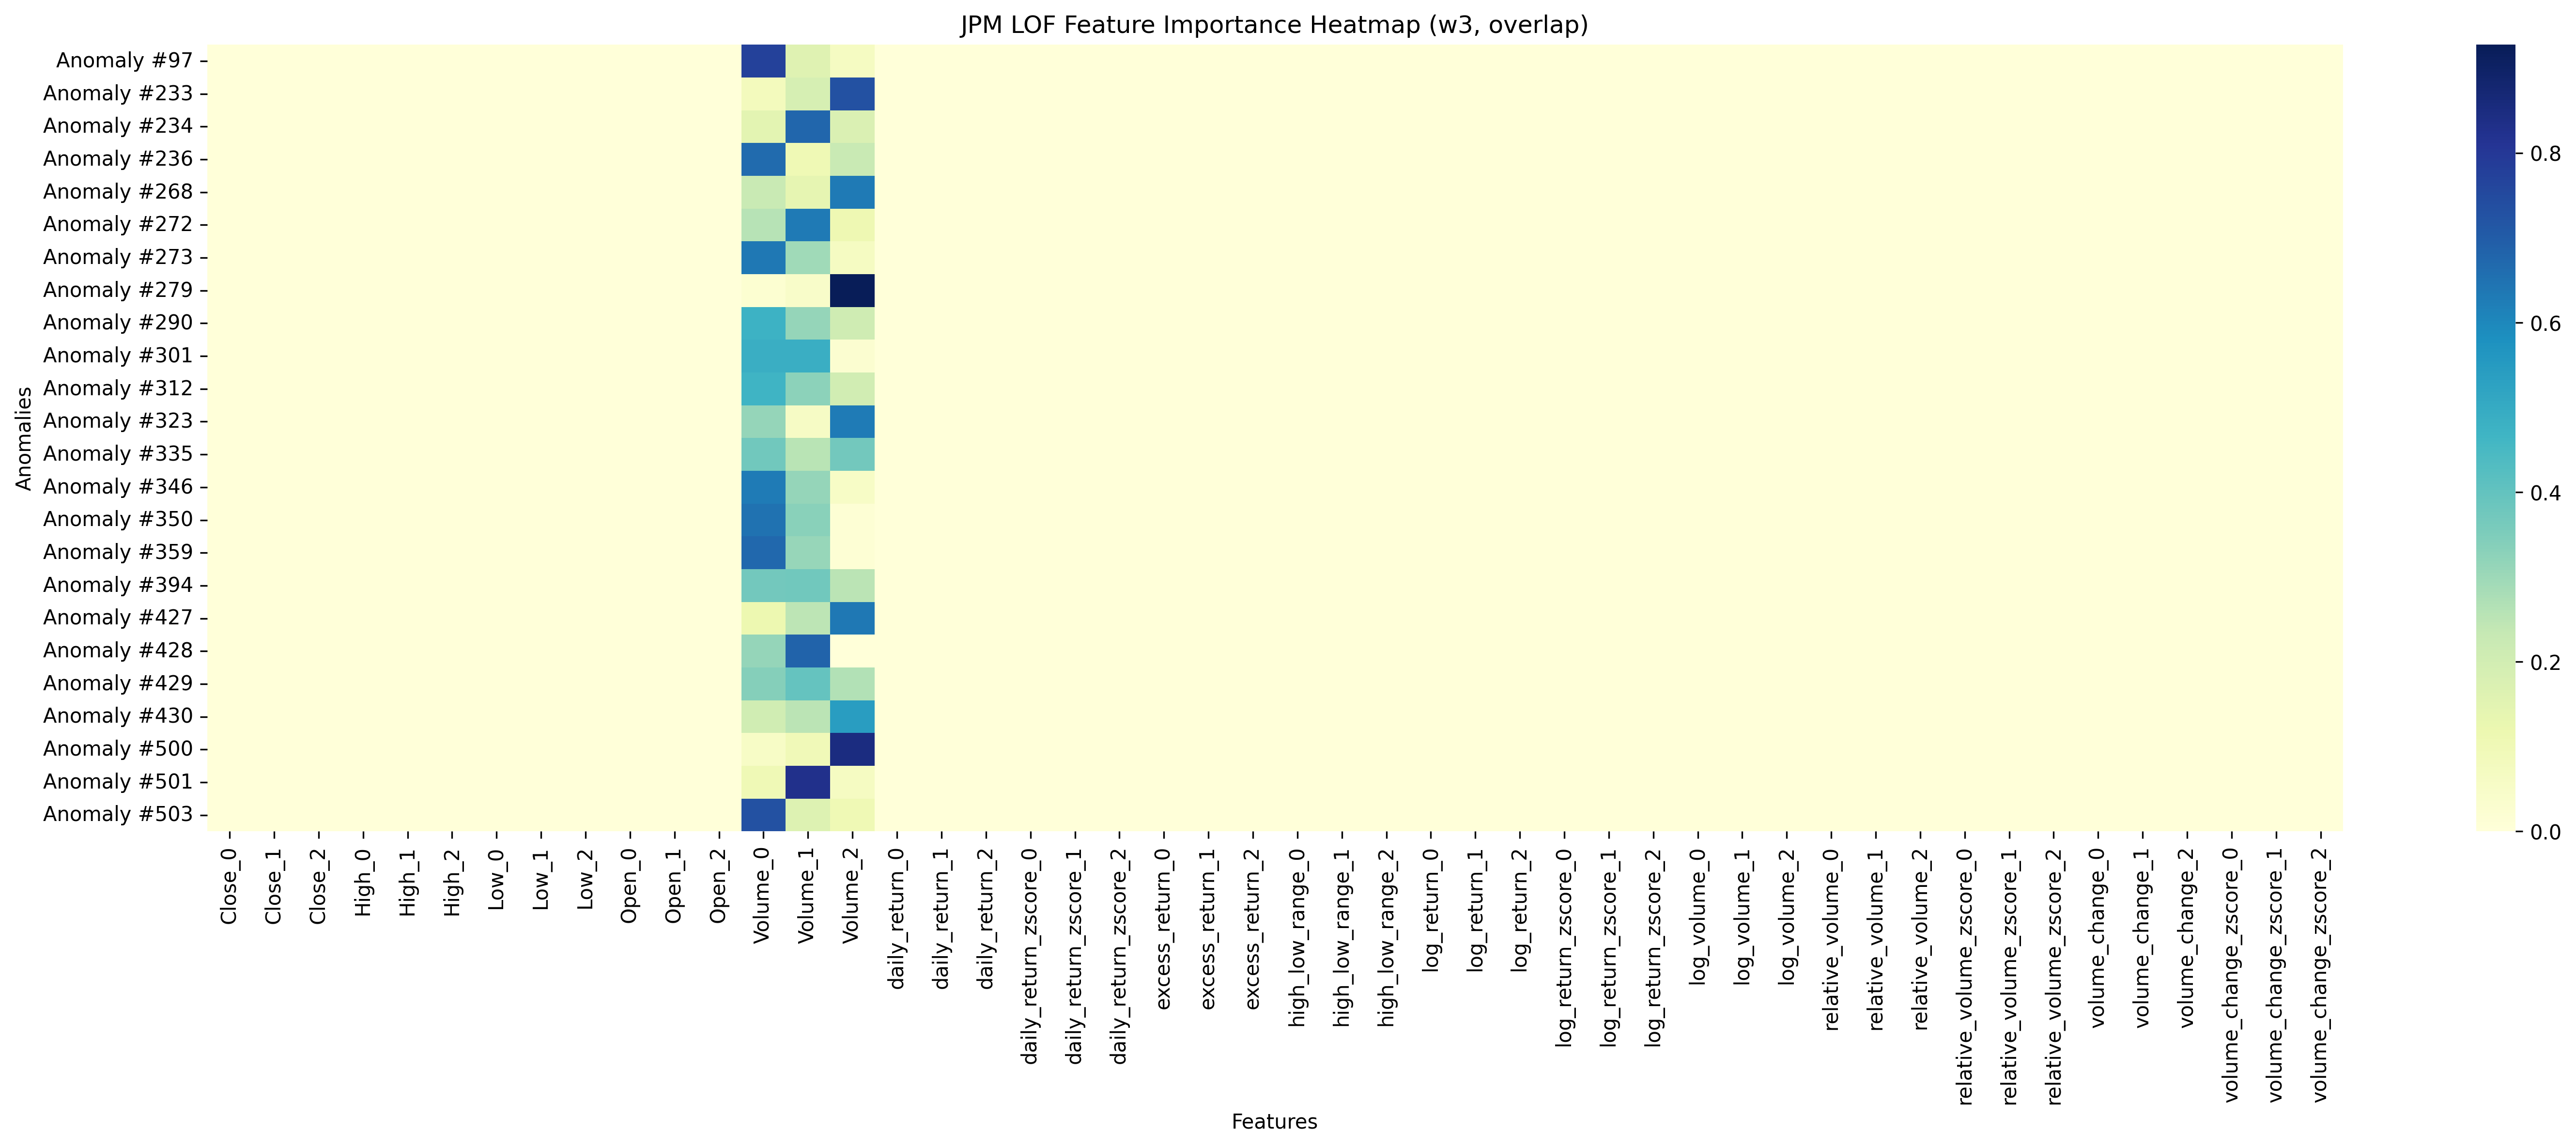 JPM LOF Feature Importance Heatmap (w3, overlap)
Anomalies
Anomaly #97
Anomaly #233
Anomaly #234
Anomaly #236
Anomaly #268
Anomaly #272
Anomaly #273
Anomaly #279
Anomaly #290
Anomaly #301
Anomaly #312
Anomaly #323
Anomaly #335
Anomaly #346
Anomaly #350
Anomaly #359
Anomaly #394
Anomaly #427
Anomaly #428
Anomaly #429
Anomaly #430
Anomaly #500
Anomaly #501
Anomaly #503
0.8
0.6
0.4
0.2
0.0
Close_0
Close_1
Close_2
High_0
High_1
High_2
Low_0
Low_1
Low_2
Open_0
Open_1
Open_2
Volume_0
Volume_1
Volume_2
daily_return_0
daily_return_1
daily_return_2
daily_return_zscore_0
daily_return_zscore_1
daily_return_zscore_2
excess_return_0
excess_return_1
excess_return_2
high_low_range_0
high_low_range_1
high_low_range_2
log_return_0
log_return_1
log_return_2
log_return_zscore_0
log_return_zscore_1
log_return_zscore_2
log_volume_0
log_volume_1
log_volume_2
relative_volume_0
relative_volume_1
relative_volume_2
relative_volume_zscore_0
relative_volume_zscore_1
relative_volume_zscore_2
volume_change_0
volume_change_1
volume_change_2
volume_change_zscore_0
volume_change_zscore_1
volume_change_zscore_2
Features